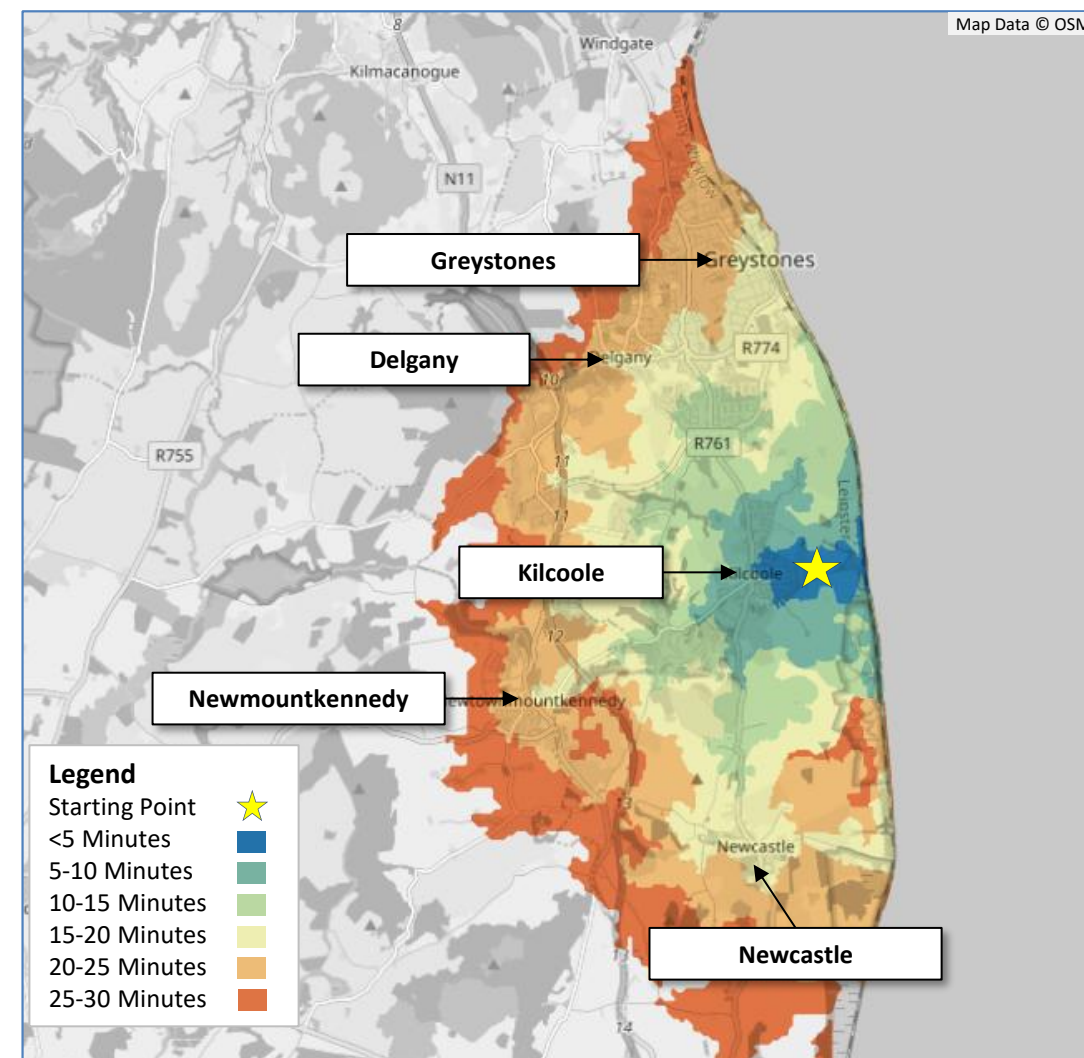 Map Data © OSM
8
Windgate
Kilmacanogue
County Wicklow
N11
Greystones
Greystones
Delgany
Delgany
R774
10
R761
R755
11
Leinster
11
Kilcoole
Kilcoole
12
Newmountkennedy
Newtownmountkennedy
13
Newcastle
Newcastle
13
14
Legend
Starting Point
<5 Minutes
5-10 Minutes
10-15 Minutes
15-20 Minutes
20-25 Minutes
25-30 Minutes